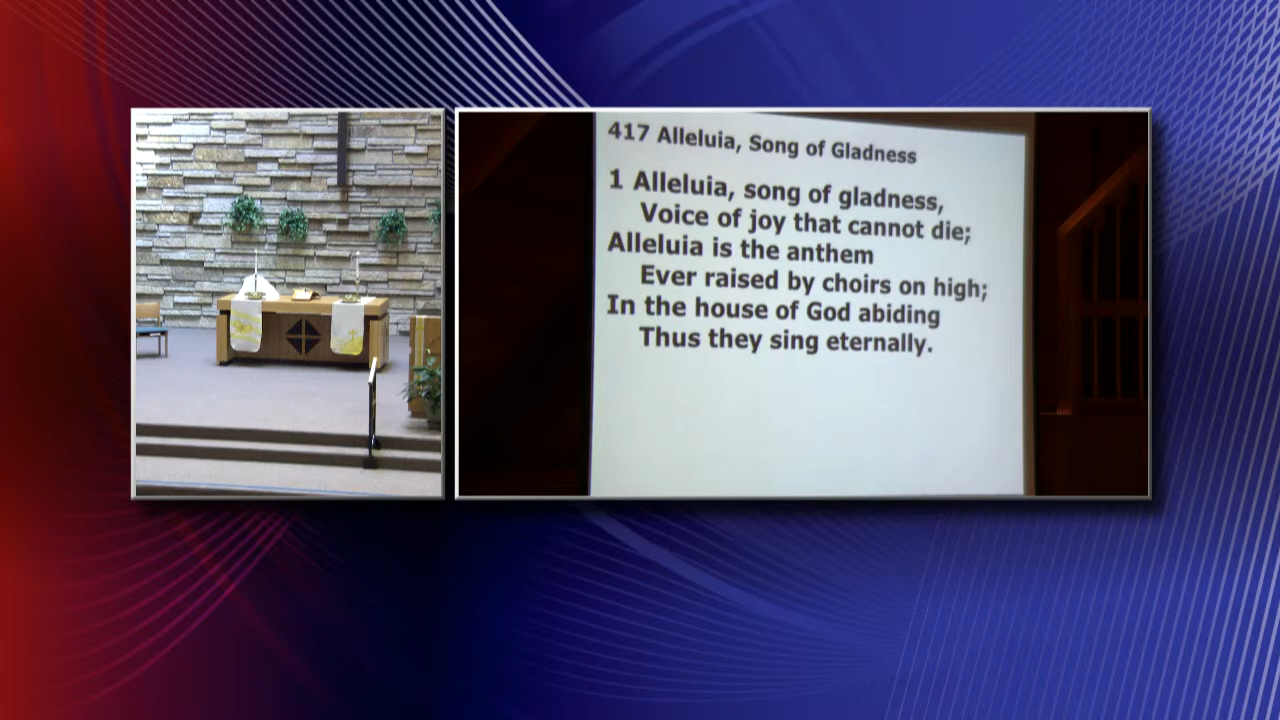 417 Alleluia, Song of Gladness
1 Alleluia, song of gladness,
Voice of joy that cannot die;
Alleluia is the anthem
Ever raised by choirs on high;
In the house of God abiding
Thus they sing eternally.